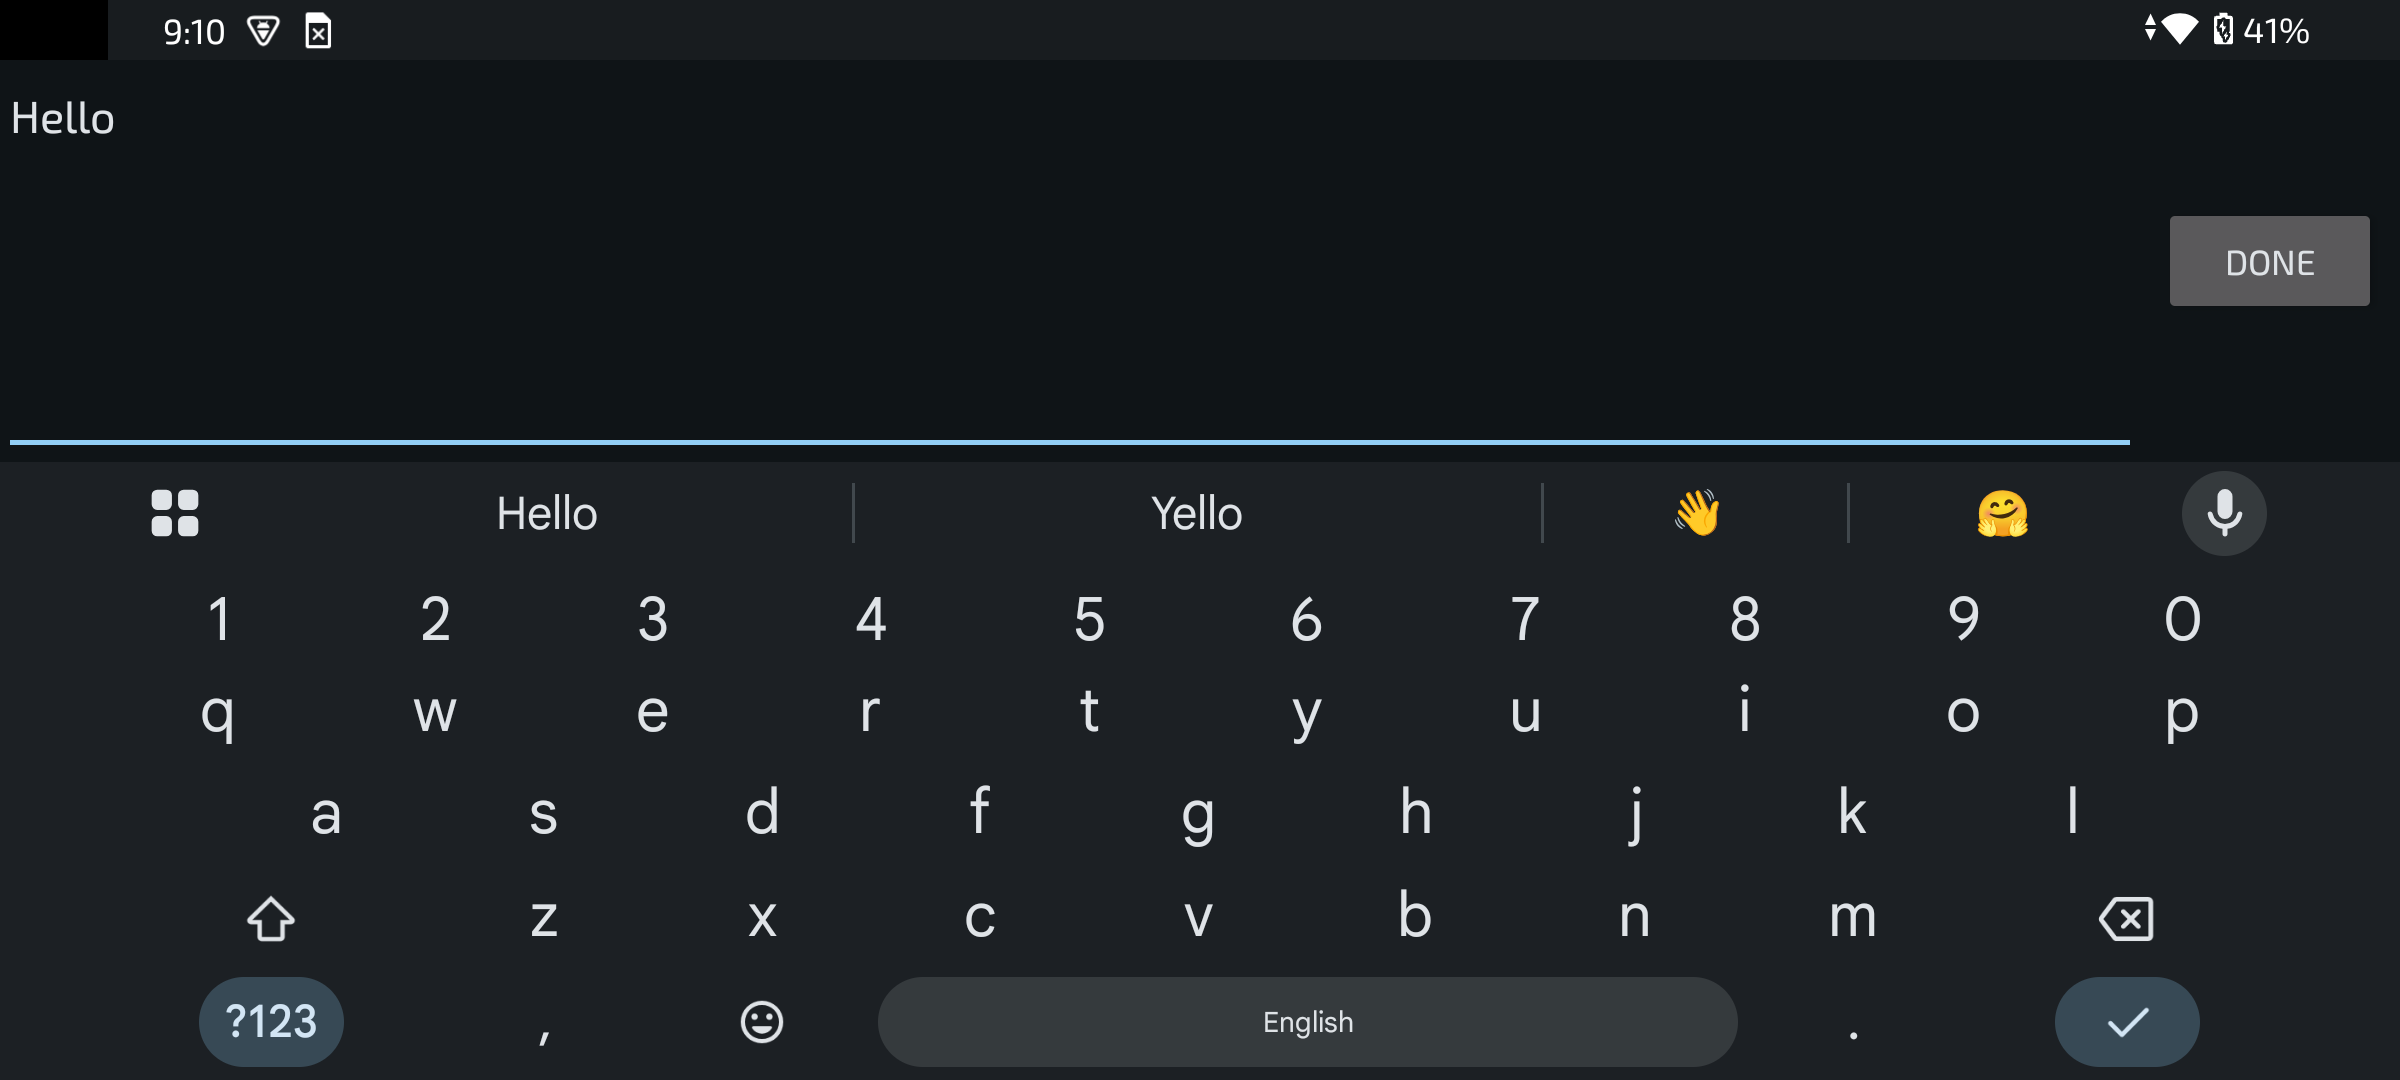 9:10 41%
Hello
DONE
Hello Yello 👋 🤗
1 2 3 4 5 6 7 8 9 0
q w e r t y u i o p
a s d f g h j k l
z x c v b n m
?123 , English .